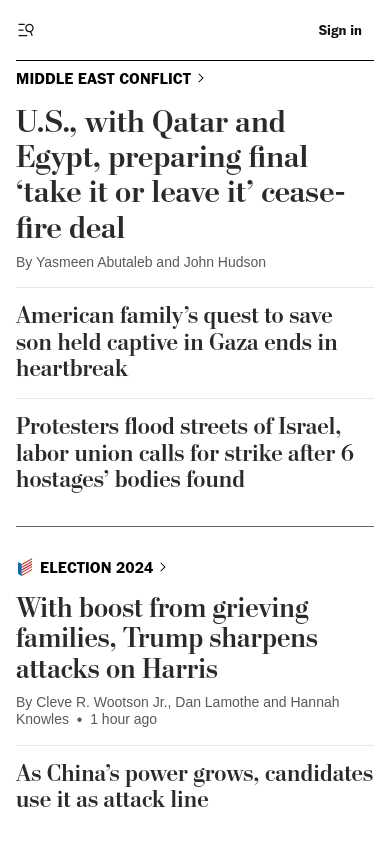 Sign in
MIDDLE EAST CONFLICT
U.S., with Qatar and
Egypt, preparing final
‘take it or leave it’ cease-
fire deal
By Yasmeen Abutaleb and John Hudson
American family’s quest to save
son held captive in Gaza ends in
heartbreak
Protesters flood streets of Israel,
labor union calls for strike after 6
hostages’ bodies found
ELECTION 2024
With boost from grieving
families, Trump sharpens
attacks on Harris
By Cleve R. Wootson Jr., Dan Lamothe and Hannah
Knowles • 1 hour ago
As China’s power grows, candidates
use it as attack line